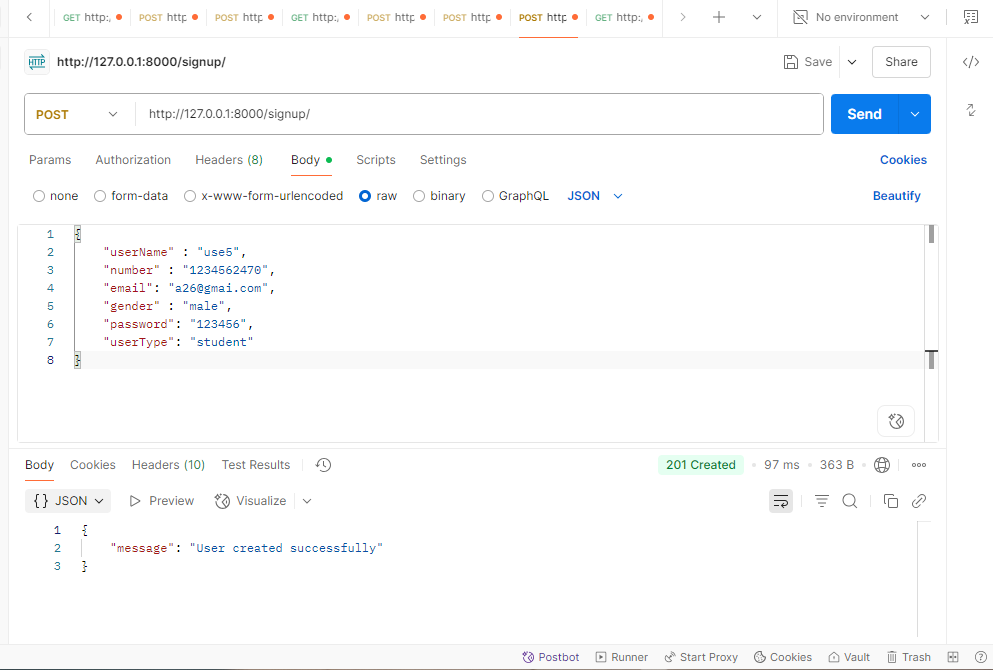 GET http:, POST http POST http GET http:, POST http POST http POST http GET http:, No environment
HTTP http://127.0.0.1:8000/signup/ Save Share
POST http://127.0.0.1:8000/signup/ Send
Params Authorization Headers (8) Body Scripts Settings Cookies
none form-data x-www-form-urlencoded raw binary GraphQL JSON Beautify
1 {
2 "userName" : "use5",
3 "number" : "1234562470",
4 "email": "a26@gmai.com",
5 "gender" : "male",
6 "password": "123456",
7 "userType": "student"
8 }
Body Cookies Headers (10) Test Results 201 Created 97 ms 363 B
{} JSON Preview Visualize
1 {
2 "message": "User created successfully"
3 }
Postbot Runner Start Proxy Cookies Vault Trash